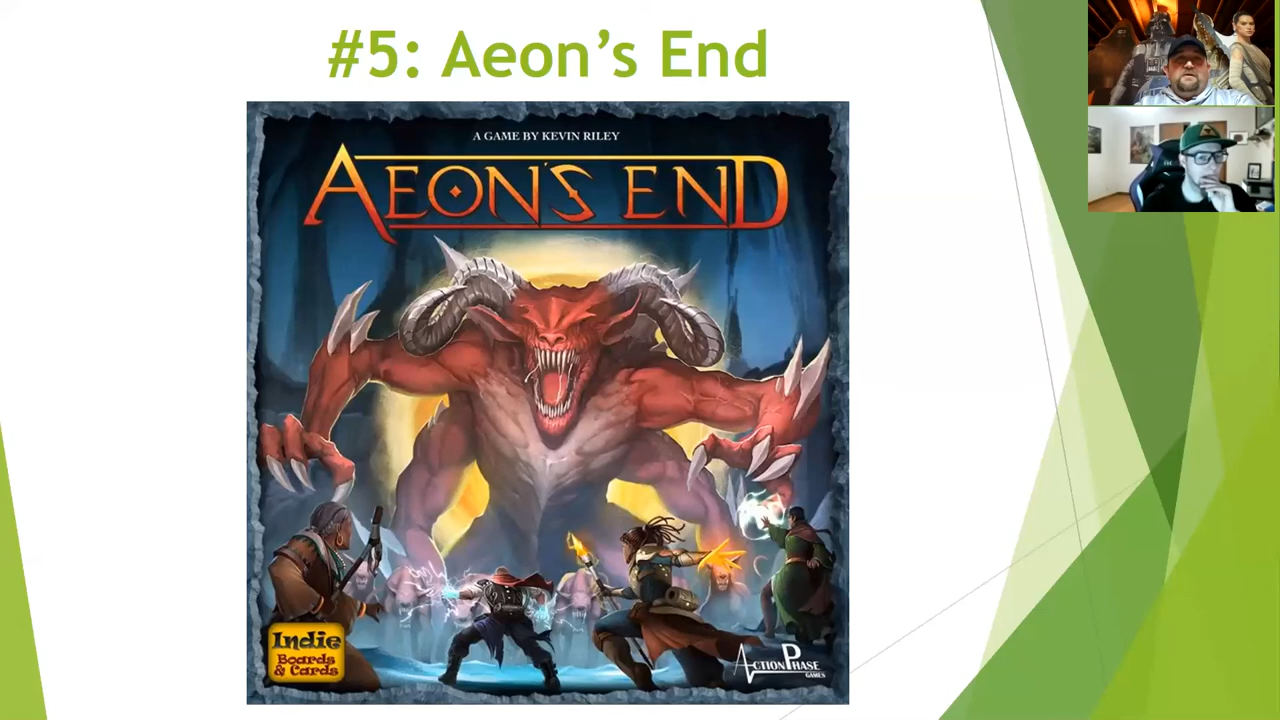 #5: Aeon’s End
A GAME BY KEVIN RILEY
AEON'S END
Indie
Boards
& Cards
ACTION PHASE
GAMES